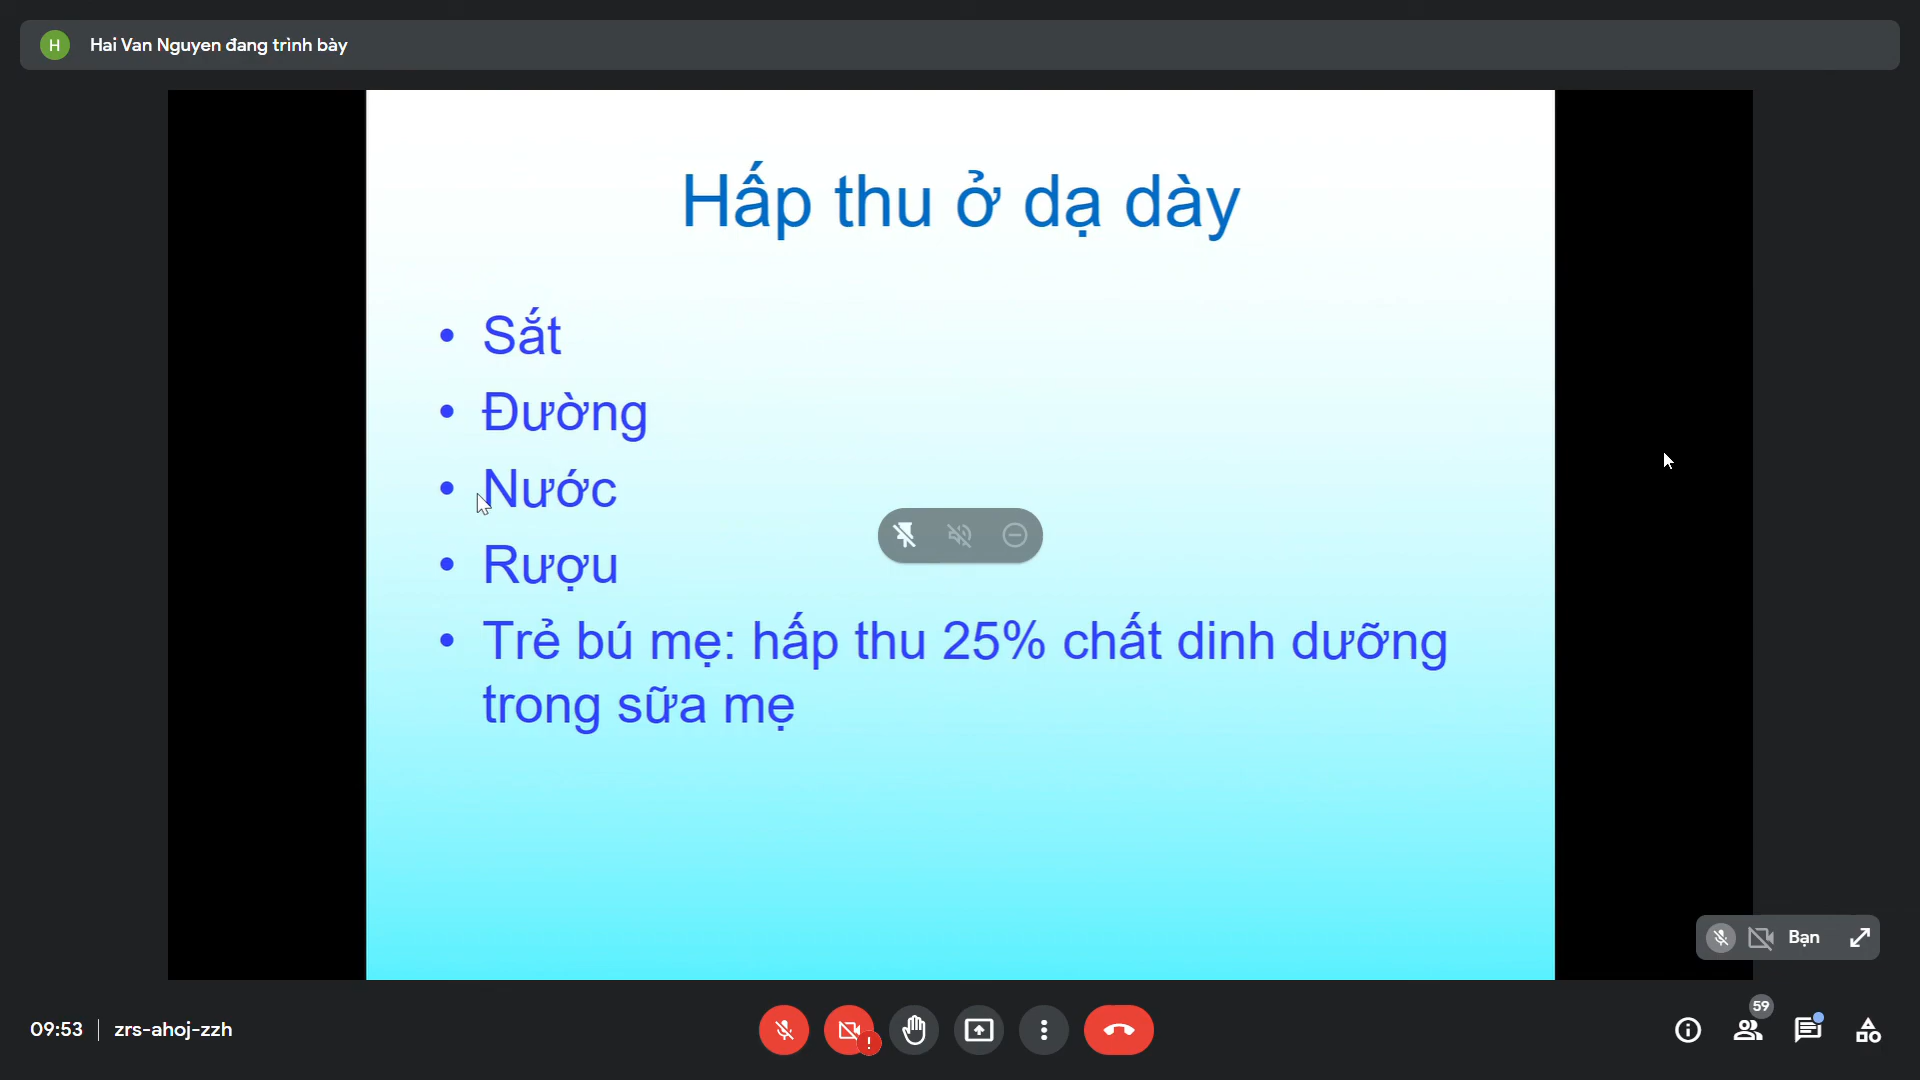 H
Hai Van Nguyen đang trình bày
Hấp thu ở dạ dày
• Sắt
• Đường
• Nước
• Rượu
• Trẻ bú mẹ: hấp thu 25% chất dinh dưỡng
trong sữa mẹ
Bạn
09:53 | zrs-ahoj-zzh
!
59